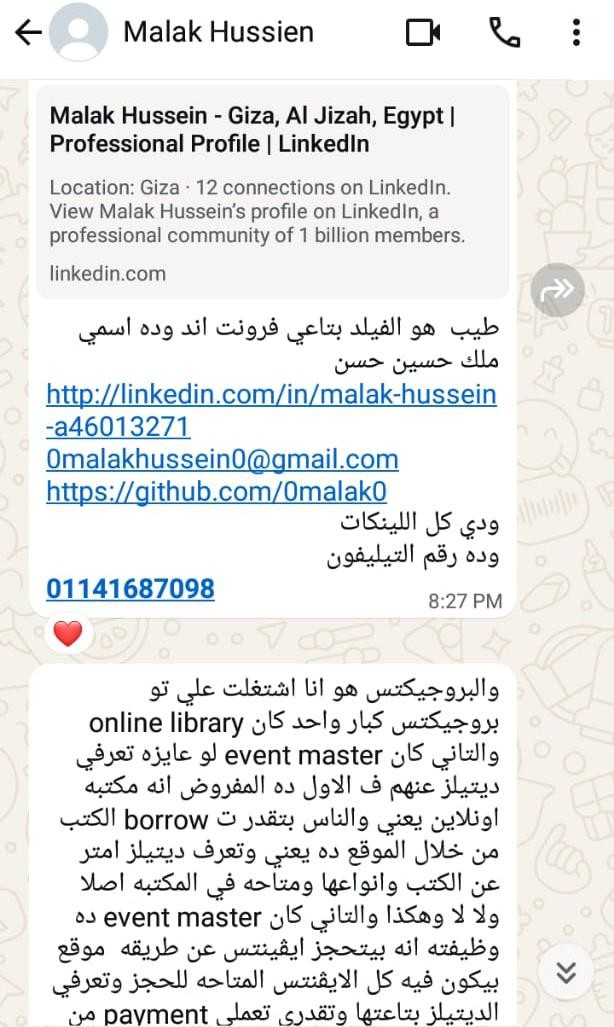 Malak Hussien
Malak Hussein - Giza, Al Jizah, Egypt |
Professional Profile | LinkedIn
Location: Giza · 12 connections on LinkedIn.
View Malak Hussein’s profile on LinkedIn, a
professional community of 1 billion members.
linkedin.com
طيب هو الفيلد بتاعي فرونت اند وده اسمي
ملك حسين حسن
http://linkedin.com/in/malak-hussein
-a46013271
0malakhussein0@gmail.com
https://github.com/0malak0
ودي كل اللينكات
وده رقم التيليفون
01141687098
8:27 PM
والبروجيكتس هو انا اشتغلت علي تو
بروجيكتس كبار واحد كان online library
والتاني كان event master لو عايزه تعرفي
ديتيلز عنهم ف الاول ده المفروض انه مكتبه
اونلاين يعني والناس بتقدر ت borrow الكتب
من خلال الموقع ده يعني وتعرف ديتيلز امتر
عن الكتب وانواعها ومتاحه في المكتبه اصلا
ولا لا وهكذا والتاني كان event master ده
وظيفته انه بيتحجز ايڤينتس عن طريقه موقع
بيكون فيه كل الايڤنتس المتاحه للحجز وتعرفي
الديتيلز بتاعتها وتقدري تعملي payment من